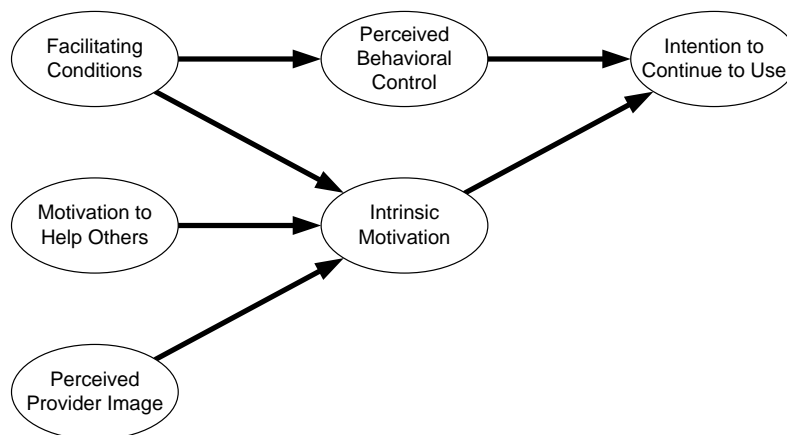 Facilitating
Conditions
Perceived
Behavioral
Control
Intention to
Continue to Use
Motivation to
Help Others
Intrinsic
Motivation
Perceived
Provider Image